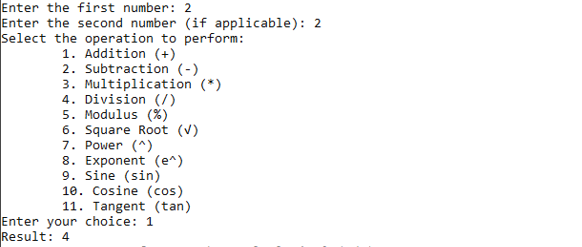 Enter the first number: 2
Enter the second number (if applicable): 2
Select the operation to perform:
1. Addition (+)
2. Subtraction (-)
3. Multiplication (*)
4. Division (/)
5. Modulus (%)
6. Square Root (√)
7. Power (^)
8. Exponent (e^)
9. Sine (sin)
10. Cosine (cos)
11. Tangent (tan)
Enter your choice: 1
Result: 4